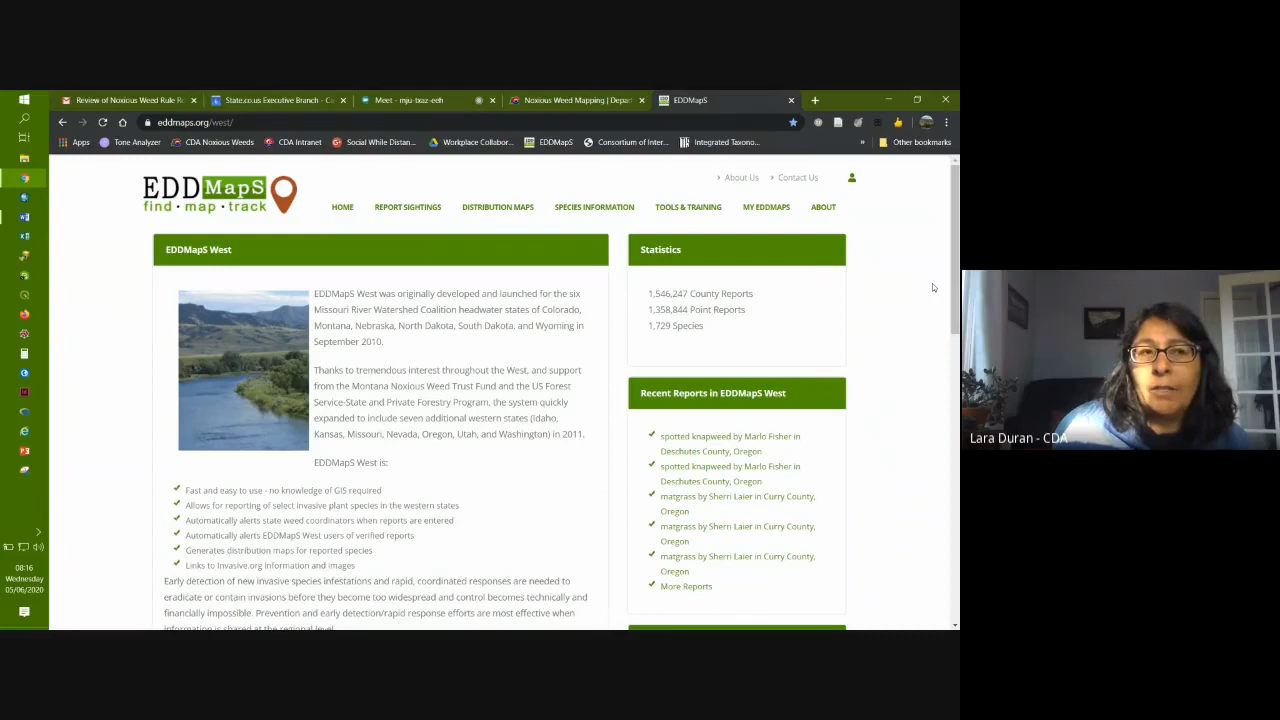 Review of Noxious Weed Rule R
State.co.us Executive Branch - Ca
Meet - mju-txaz-eeh
Noxious Weed Mapping | Depar
EDDMapS
eddmaps.org/west/
Apps
Tone Analyzer
CDA Noxious Weeds
CDA Intranet
Social While Distan...
Workplace Collabor...
EDDMapS
Consortium of Inter...
Integrated Taxono...
»
Other bookmarks
About Us
Contact Us
EDDMapS
find · map · track
HOME
REPORT SIGHTINGS
DISTRIBUTION MAPS
SPECIES INFORMATION
TOOLS & TRAINING
MY EDDMAPS
ABOUT
EDDMapS West
EDDMapS West was originally developed and launched for the six
Missouri River Watershed Coalition headwater states of Colorado,
Montana, Nebraska, North Dakota, South Dakota, and Wyoming in
September 2010.
Thanks to tremendous interest throughout the West, and support
from the Montana Noxious Weed Trust Fund and the US Forest
Service-State and Private Forestry Program, the system quickly
expanded to include seven additional western states (Idaho,
Kansas, Missouri, Nevada, Oregon, Utah, and Washington) in 2011.
EDDMapS West is:
Fast and easy to use - no knowledge of GIS required
Allows for reporting of select invasive plant species in the western states
Automatically alerts state weed coordinators when reports are entered
Automatically alerts EDDMapS West users of verified reports
Generates distribution maps for reported species
Links to Invasive.org information and images
Early detection of new invasive species infestations and rapid, coordinated responses are needed to
eradicate or contain invasions before they become too widespread and control becomes technically and
financially impossible. Prevention and early detection/rapid response efforts are most effective when
information is shared at the regional level.
Statistics
1,546,247 County Reports
1,358,844 Point Reports
1,729 Species
Recent Reports in EDDMapS West
spotted knapweed by Marlo Fisher in
Deschutes County, Oregon
spotted knapweed by Marlo Fisher in
Deschutes County, Oregon
matgrass by Sherri Laier in Curry County,
Oregon
matgrass by Sherri Laier in Curry County,
Oregon
matgrass by Sherri Laier in Curry County,
Oregon
More Reports
08:16
Wednesday
05/06/2020
Lara Duran - CDA